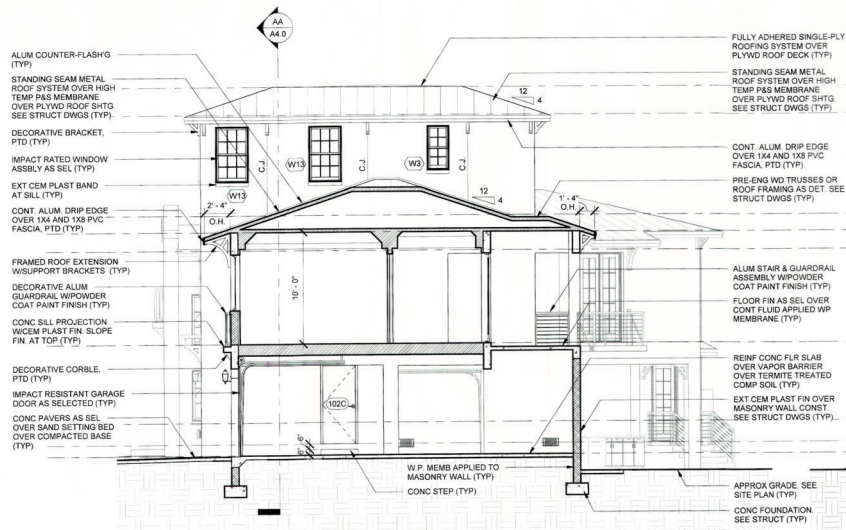 AA
A4.0
ALUM COUNTER-FLASH'G
(TYP)
STANDING SEAM METAL
ROOF SYSTEM OVER HIGH
TEMP P&S MEMBRANE
OVER PLYWD ROOF SHTG.
SEE STRUCT DWGS (TYP)
DECORATIVE BRACKET,
PTD (TYP)
IMPACT RATED WINDOW
ASSBLY AS SEL (TYP)
EXT CEM PLAST BAND
AT SILL (TYP)
CONT. ALUM. DRIP EDGE
OVER 1X4 AND 1X8 PVC
FASCIA, PTD (TYP)
FRAMED ROOF EXTENSION
W/SUPPORT BRACKETS (TYP)
DECORATIVE ALUM
GUARDRAIL W/POWDER
COAT PAINT FINISH (TYP)
CONC SILL PROJECTION
W/CEM PLAST FIN. SLOPE
FIN. AT TOP (TYP)
DECORATIVE CORBLE,
PTD (TYP)
IMPACT RESISTANT GARAGE
DOOR AS SELECTED (TYP)
CONC PAVERS AS SEL
OVER SAND SETTING BED
OVER COMPACTED BASE
(TYP)
C.J.
W13
C.J.
W13
W3
C.J.
12
4
2' - 4"
O.H.
12
4
1' - 4"
O.H.
10' - 0"
102C
6" 6"
W.P. MEMB APPLIED TO
MASONRY WALL (TYP)
CONC STEP (TYP)
FULLY ADHERED SINGLE-PLY
ROOFING SYSTEM OVER
PLYWD ROOF DECK (TYP)
STANDING SEAM METAL
ROOF SYSTEM OVER HIGH
TEMP P&S MEMBRANE
OVER PLYWD ROOF SHTG.
SEE STRUCT DWGS (TYP)
CONT. ALUM. DRIP EDGE
OVER 1X4 AND 1X8 PVC
FASCIA, PTD (TYP)
PRE-ENG WD TRUSSES OR
ROOF FRAMING AS DET. SEE
STRUCT DWGS (TYP)
ALUM STAIR & GUARDRAIL
ASSEMBLY W/POWDER
COAT PAINT FINISH (TYP)
FLOOR FIN AS SEL OVER
CONT FLUID APPLIED WP
MEMBRANE (TYP)
REINF CONC FLR SLAB
OVER VAPOR BARRIER
OVER TERMITE TREATED
COMP SOIL (TYP)
EXT CEM PLAST FIN OVER
MASONRY WALL CONST.
SEE STRUCT DWGS (TYP)...
APPROX GRADE. SEE
SITE PLAN (TYP)
CONC FOUNDATION.
SEE STRUCT (TYP)